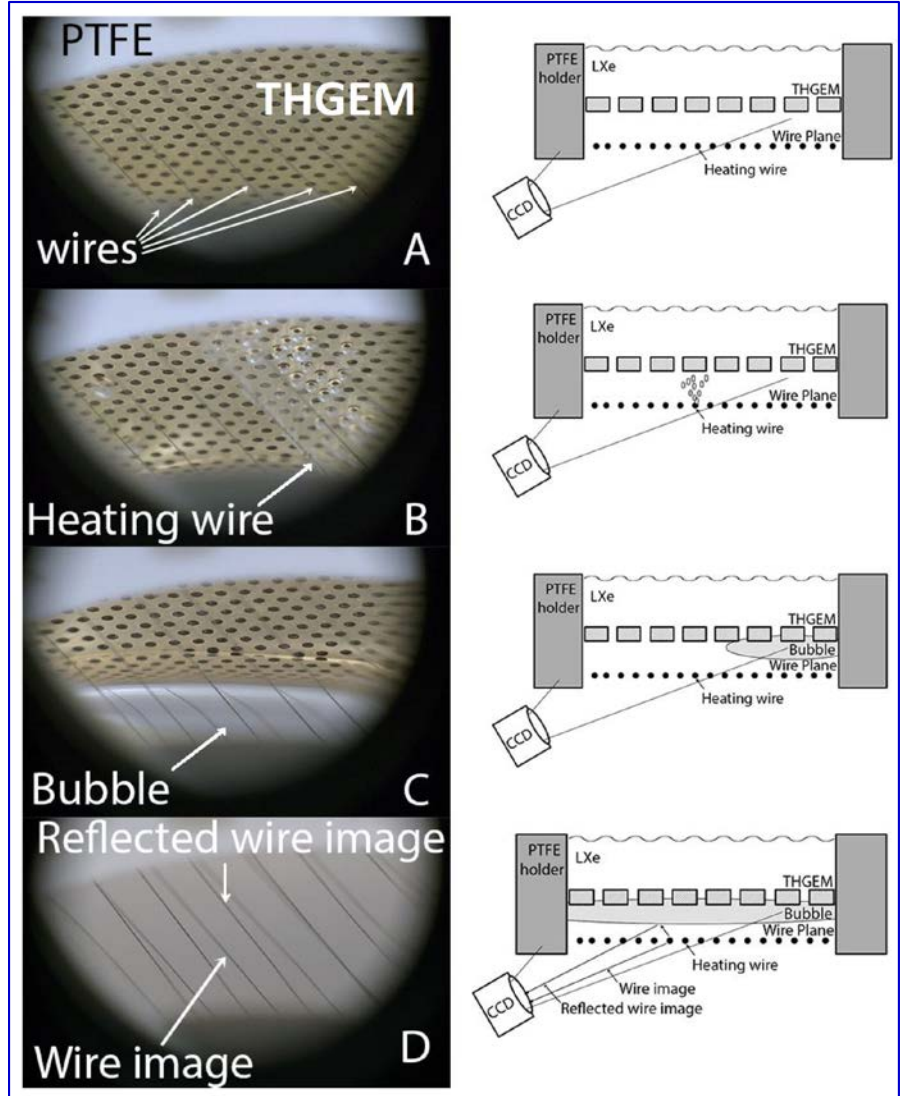 PTFE
THGEM
wires
A
PTFE
holder
LXe
THGEM
Wire Plane
Heating wire
CCD
Heating wire
B
PTFE
holder
LXe
THGEM
Wire Plane
Heating wire
CCD
Bubble
C
PTFE
holder
LXe
THGEM
Bubble
Wire Plane
Heating wire
CCD
Reflected wire image
Wire image
D
PTFE
holder
LXe
THGEM
Bubble
Wire Plane
Heating wire
Wire image
Reflected wire image
CCD